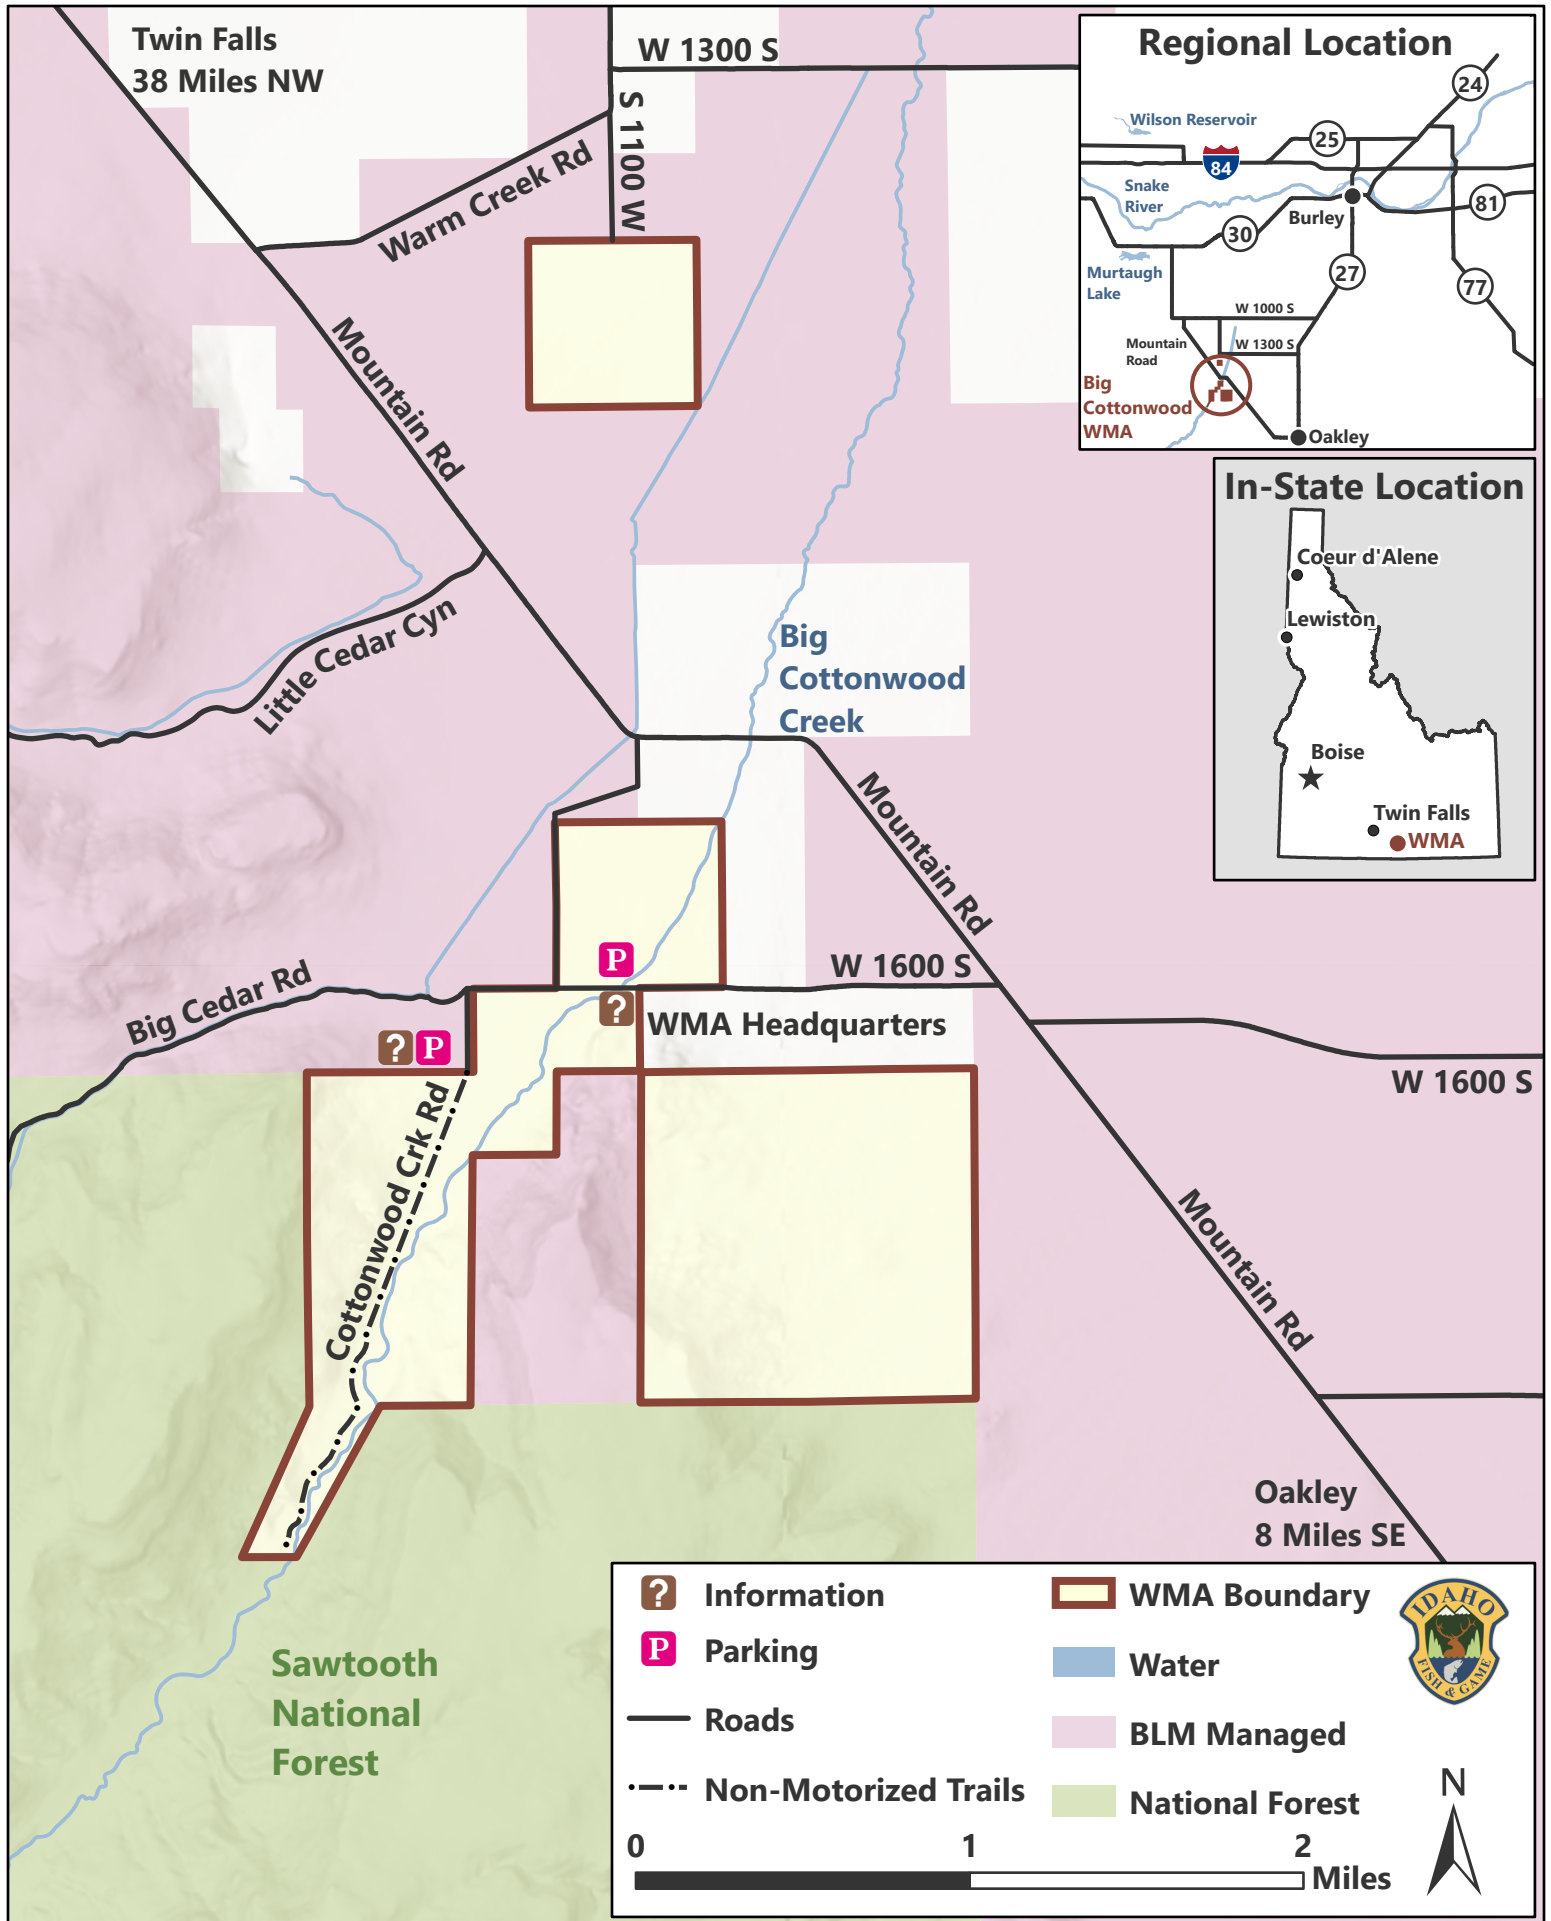 Twin Falls
38 Miles NW
W 1300 S
S 1100 W
Warm Creek Rd
Mountain Rd
Little Cedar Cyn
Big
Cottonwood
Creek
Mountain Rd
Big Cedar Rd
P
W 1600 S
?
WMA Headquarters
? P
W 1600 S
Cottonwood Crk Rd
Mountain Rd
Oakley
8 Miles SE
Sawtooth
National
Forest
Regional Location
24
Wilson Reservoir
25
84
Snake
River
81
Burley
30
27
Murtaugh
Lake
77
W 1000 S
Mountain
Road
W 1300 S
Big
Cottonwood
WMA
Oakley
In-State Location
Coeur d'Alene
Lewiston
Boise
Twin Falls
WMA
? Information
P Parking
Roads
Non-Motorized Trails
WMA Boundary
Water
BLM Managed
National Forest
IDAHO
FISH & GAME
N
0 1 2
Miles